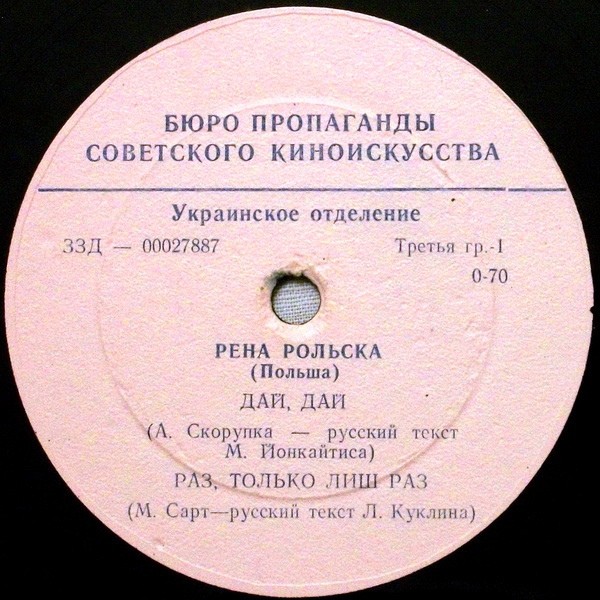 БЮРО ПРОПАГАНДЫ
СОВЕТСКОГО КИНОИСКУССТВА
Украинское отделение
ЗЗД — 00027887 Третья гр.-I
0-70
РЕНА РОЛЬСКА
(Польша)
ДАЙ, ДАЙ
(А. Скорупка — русский текст
М. Йонкайтиса)
РАЗ, ТОЛЬКО ЛИШ РАЗ
(М. Сарт—русский текст Л. Куклина)